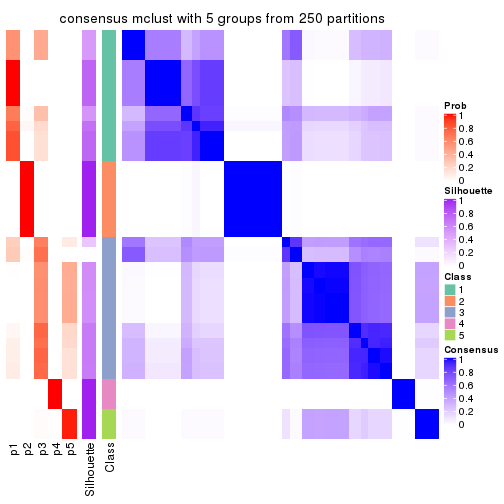 consensus mclust with 5 groups from 250 partitions
Prob
1
0.8
0.6
0.4
0.2
0
Silhouette
1
0.8
0.6
0.4
0.2
0
Class
1
2
3
4
5
Consensus
1
0.8
0.6
0.4
0.2
0
p1
p2
p3
p4
p5
Silhouette
Class